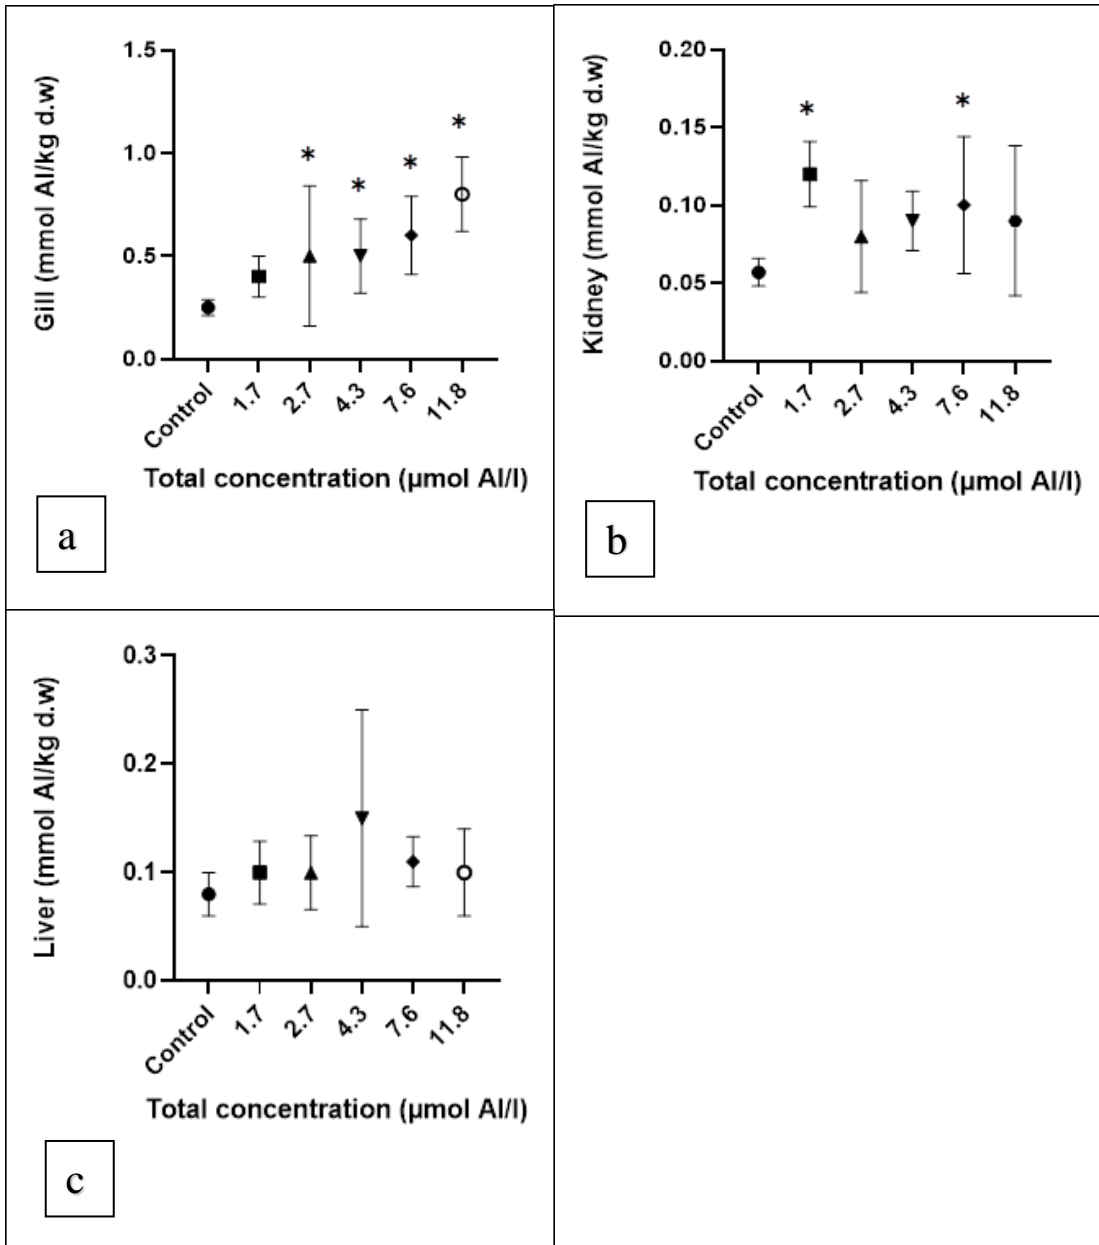 1.5
1.0
0.5
0.0
Gill (mmol Al/kg d.w)
*
*
*
*
Control
1.7
2.7
4.3
7.6
11.8
Total concentration (µmol Al/l)
a
0.20
0.15
0.10
0.05
0.00
Kidney (mmol Al/kg d.w)
*
*
Control
1.7
2.7
4.3
7.6
11.8
Total concentration (µmol Al/l)
b
0.3
0.2
0.1
0.0
Liver (mmol Al/kg d.w)
Control
1.7
2.7
4.3
7.6
11.8
Total concentration (µmol Al/l)
c